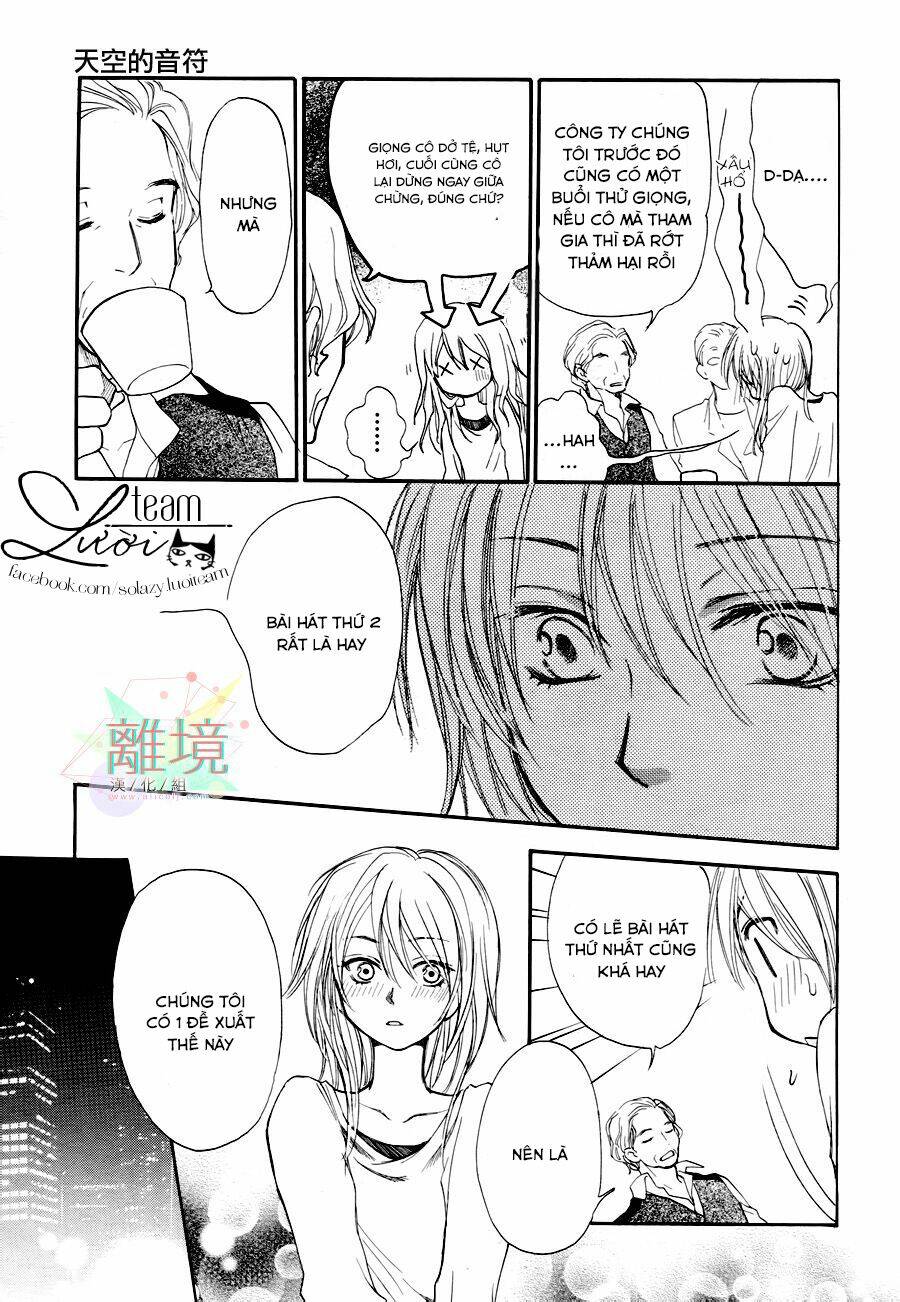 天空的音符
D-DẠ....
XẤU
HỔ
CÔNG TY CHÚNG
TÔI TRƯỚC ĐÓ
CŨNG CÓ MỘT
BUỔI THỬ GIỌNG,
NẾU CÔ MÀ THAM
GIA THÌ ĐÃ RỚT
THẢM HẠI RỒI
...HAH
...
GIỌNG CÔ DỞ TỆ, HỤT
HƠI, CUỐI CÙNG CÔ
LẠI DỪNG NGAY GIỮA
CHỪNG, ĐÚNG CHỨ?
......
NHƯNG
MÀ
team
Lười
facebook.com/solazy.luoiteam
BÀI HÁT THỨ 2
RẤT LÀ HAY
離境
漢/化/組
CÓ LẼ BÀI HÁT
THỨ NHẤT CŨNG
KHÁ HAY
NÊN LÀ
CHÚNG TÔI
CÓ 1 ĐỀ XUẤT
THẾ NÀY